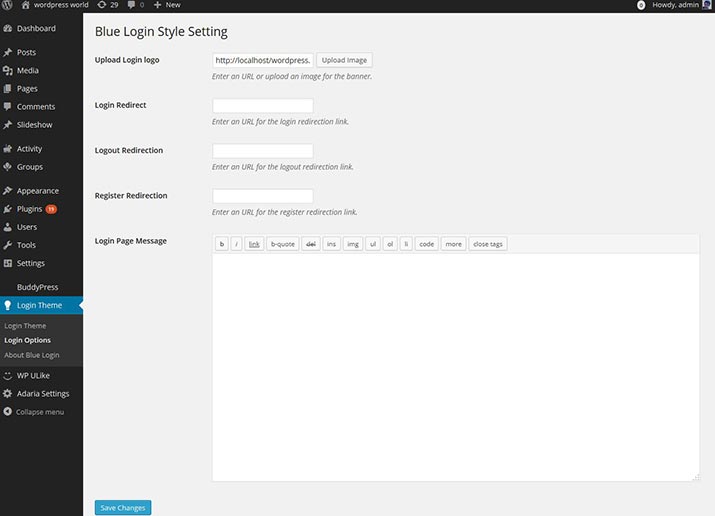 wordpress world 29 0 New 0 Howdy, admin
Dashboard
Posts
Media
Pages
Comments
Slideshow
Activity
Groups
Appearance
Plugins 15
Users
Tools
Settings
BuddyPress
Login Theme
Login Theme
Login Options
About Blue Login
WP ULike
Adaria Settings
Collapse menu
Blue Login Style Setting
Upload Login logo http://localhost/wordpress. Upload Image
Enter an URL or upload an image for the banner.
Login Redirect
Enter an URL for the login redirection link.
Logout Redirection
Enter an URL for the logout redirection link.
Register Redirection
Enter an URL for the register redirection link.
Login Page Message b i link b-quote del ins img ul ol li code more close tags
Save Changes